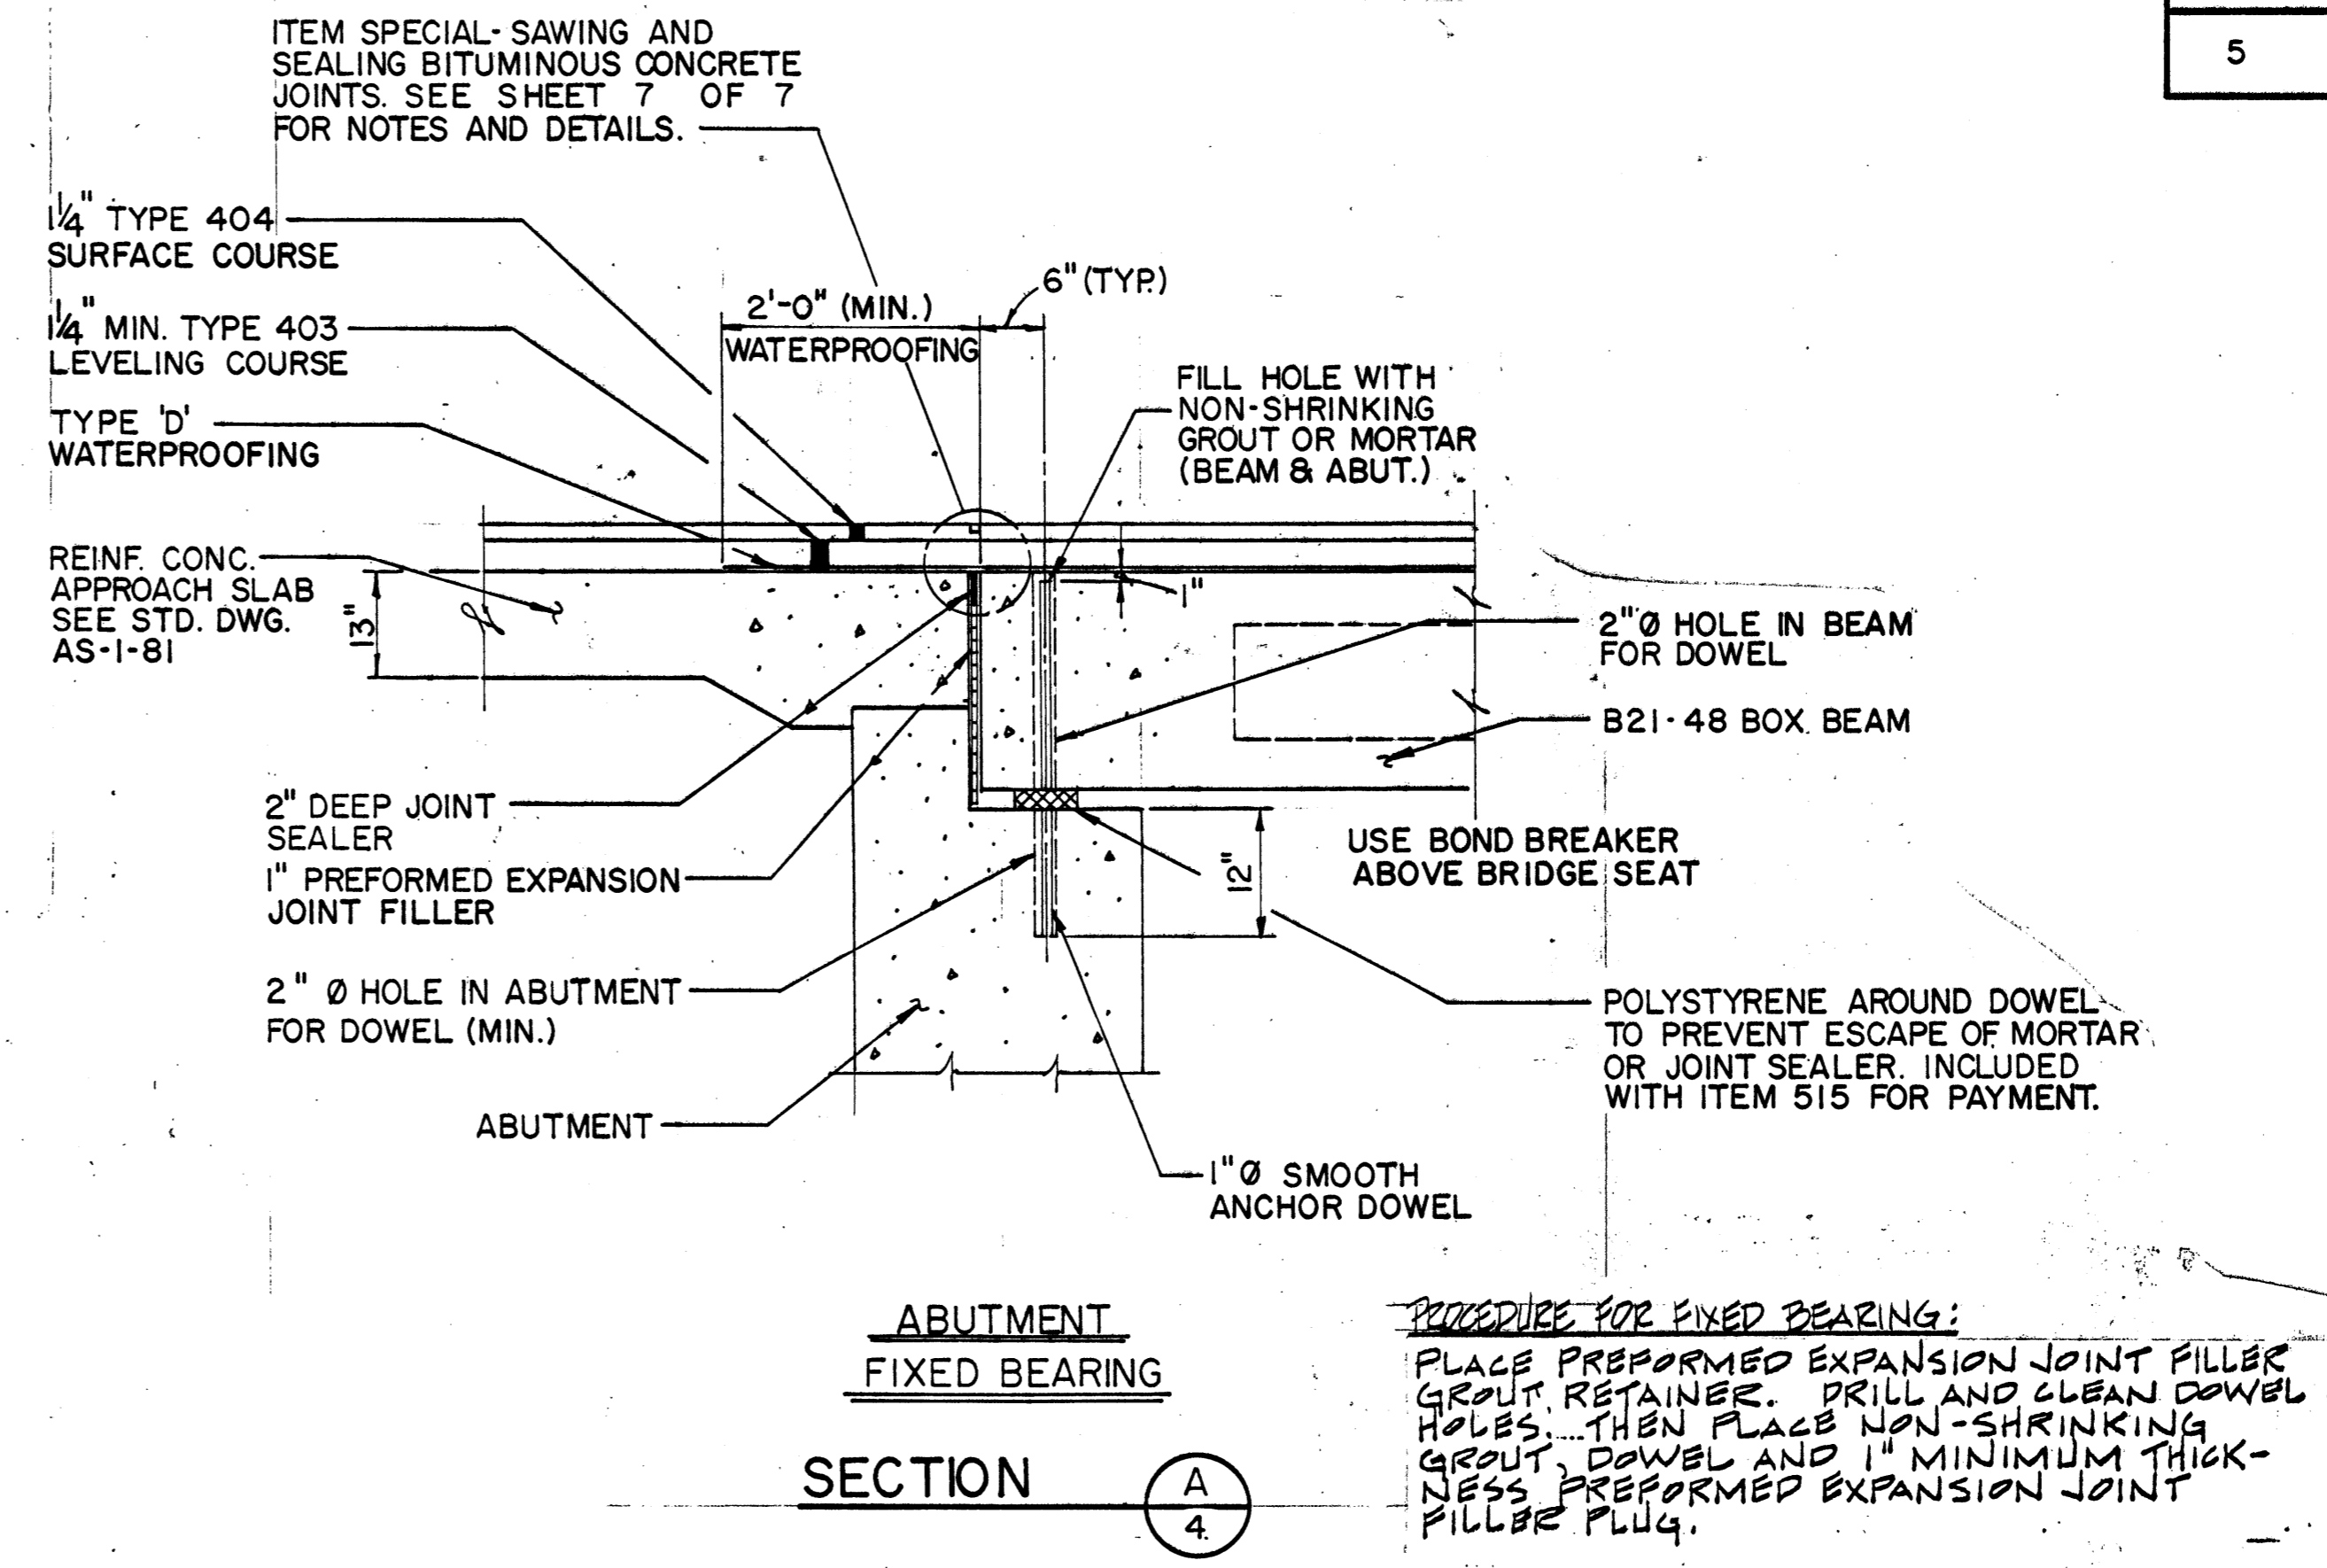 5
ITEM SPECIAL-SAWING AND
SEALING BITUMINOUS CONCRETE
JOINTS. SEE SHEET 7 OF 7
FOR NOTES AND DETAILS.
1¼" TYPE 404
SURFACE COURSE
1¼" MIN. TYPE 403
LEVELING COURSE
TYPE 'D'
WATERPROOFING
REINF. CONC.
APPROACH SLAB
SEE STD. DWG.
AS-1-81
13"
2'-0" (MIN.)
WATERPROOFING
6" (TYP.)
FILL HOLE WITH
NON-SHRINKING
GROUT OR MORTAR
(BEAM & ABUT.)
1"
2"Ø HOLE IN BEAM
FOR DOWEL
B21-48 BOX. BEAM
2" DEEP JOINT
SEALER
1" PREFORMED EXPANSION
JOINT FILLER
2" Ø HOLE IN ABUTMENT
FOR DOWEL (MIN.)
ABUTMENT
12"
USE BOND BREAKER
ABOVE BRIDGE SEAT
POLYSTYRENE AROUND DOWEL
TO PREVENT ESCAPE OF MORTAR
OR JOINT SEALER. INCLUDED
WITH ITEM 515 FOR PAYMENT.
1"Ø SMOOTH
ANCHOR DOWEL
ABUTMENT
FIXED BEARING
SECTION
A
4
PROCEDURE FOR FIXED BEARING:
PLACE PREFORMED EXPANSION JOINT FILLER
GROUT RETAINER. DRILL AND CLEAN DOWEL
HOLES....THEN PLACE NON-SHRINKING
GROUT, DOWEL AND 1" MINIMUM THICK-
NESS PREFORMED EXPANSION JOINT
FILLER PLUG.